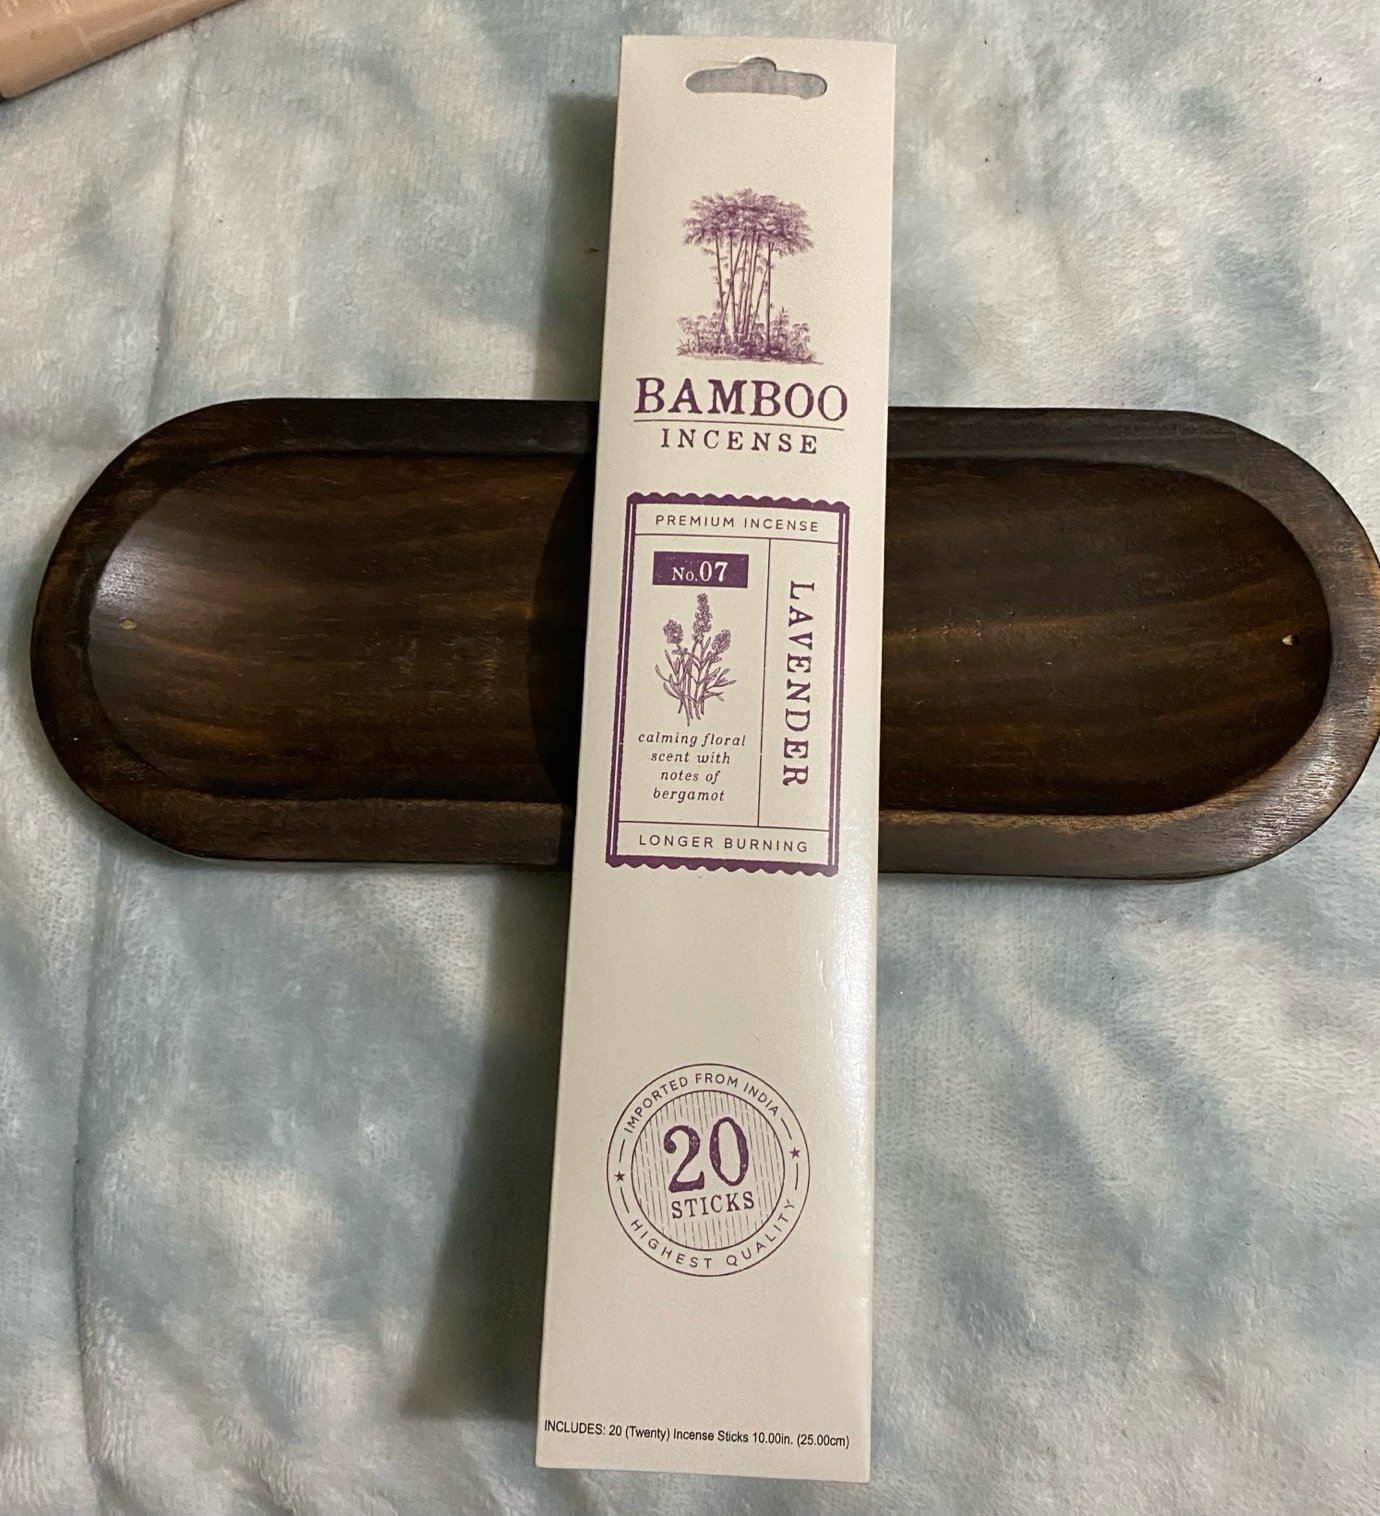 BAMBOO
INCENSE
PREMIUM INCENSE
No.07
LAVENDER
calming floral
scent with
notes of
bergamot
LONGER BURNING
IMPORTED FROM INDIA
20
STICKS
HIGHEST QUALITY
INCLUDES: 20 (Twenty) Incense Sticks 10.00in. (25.00cm)